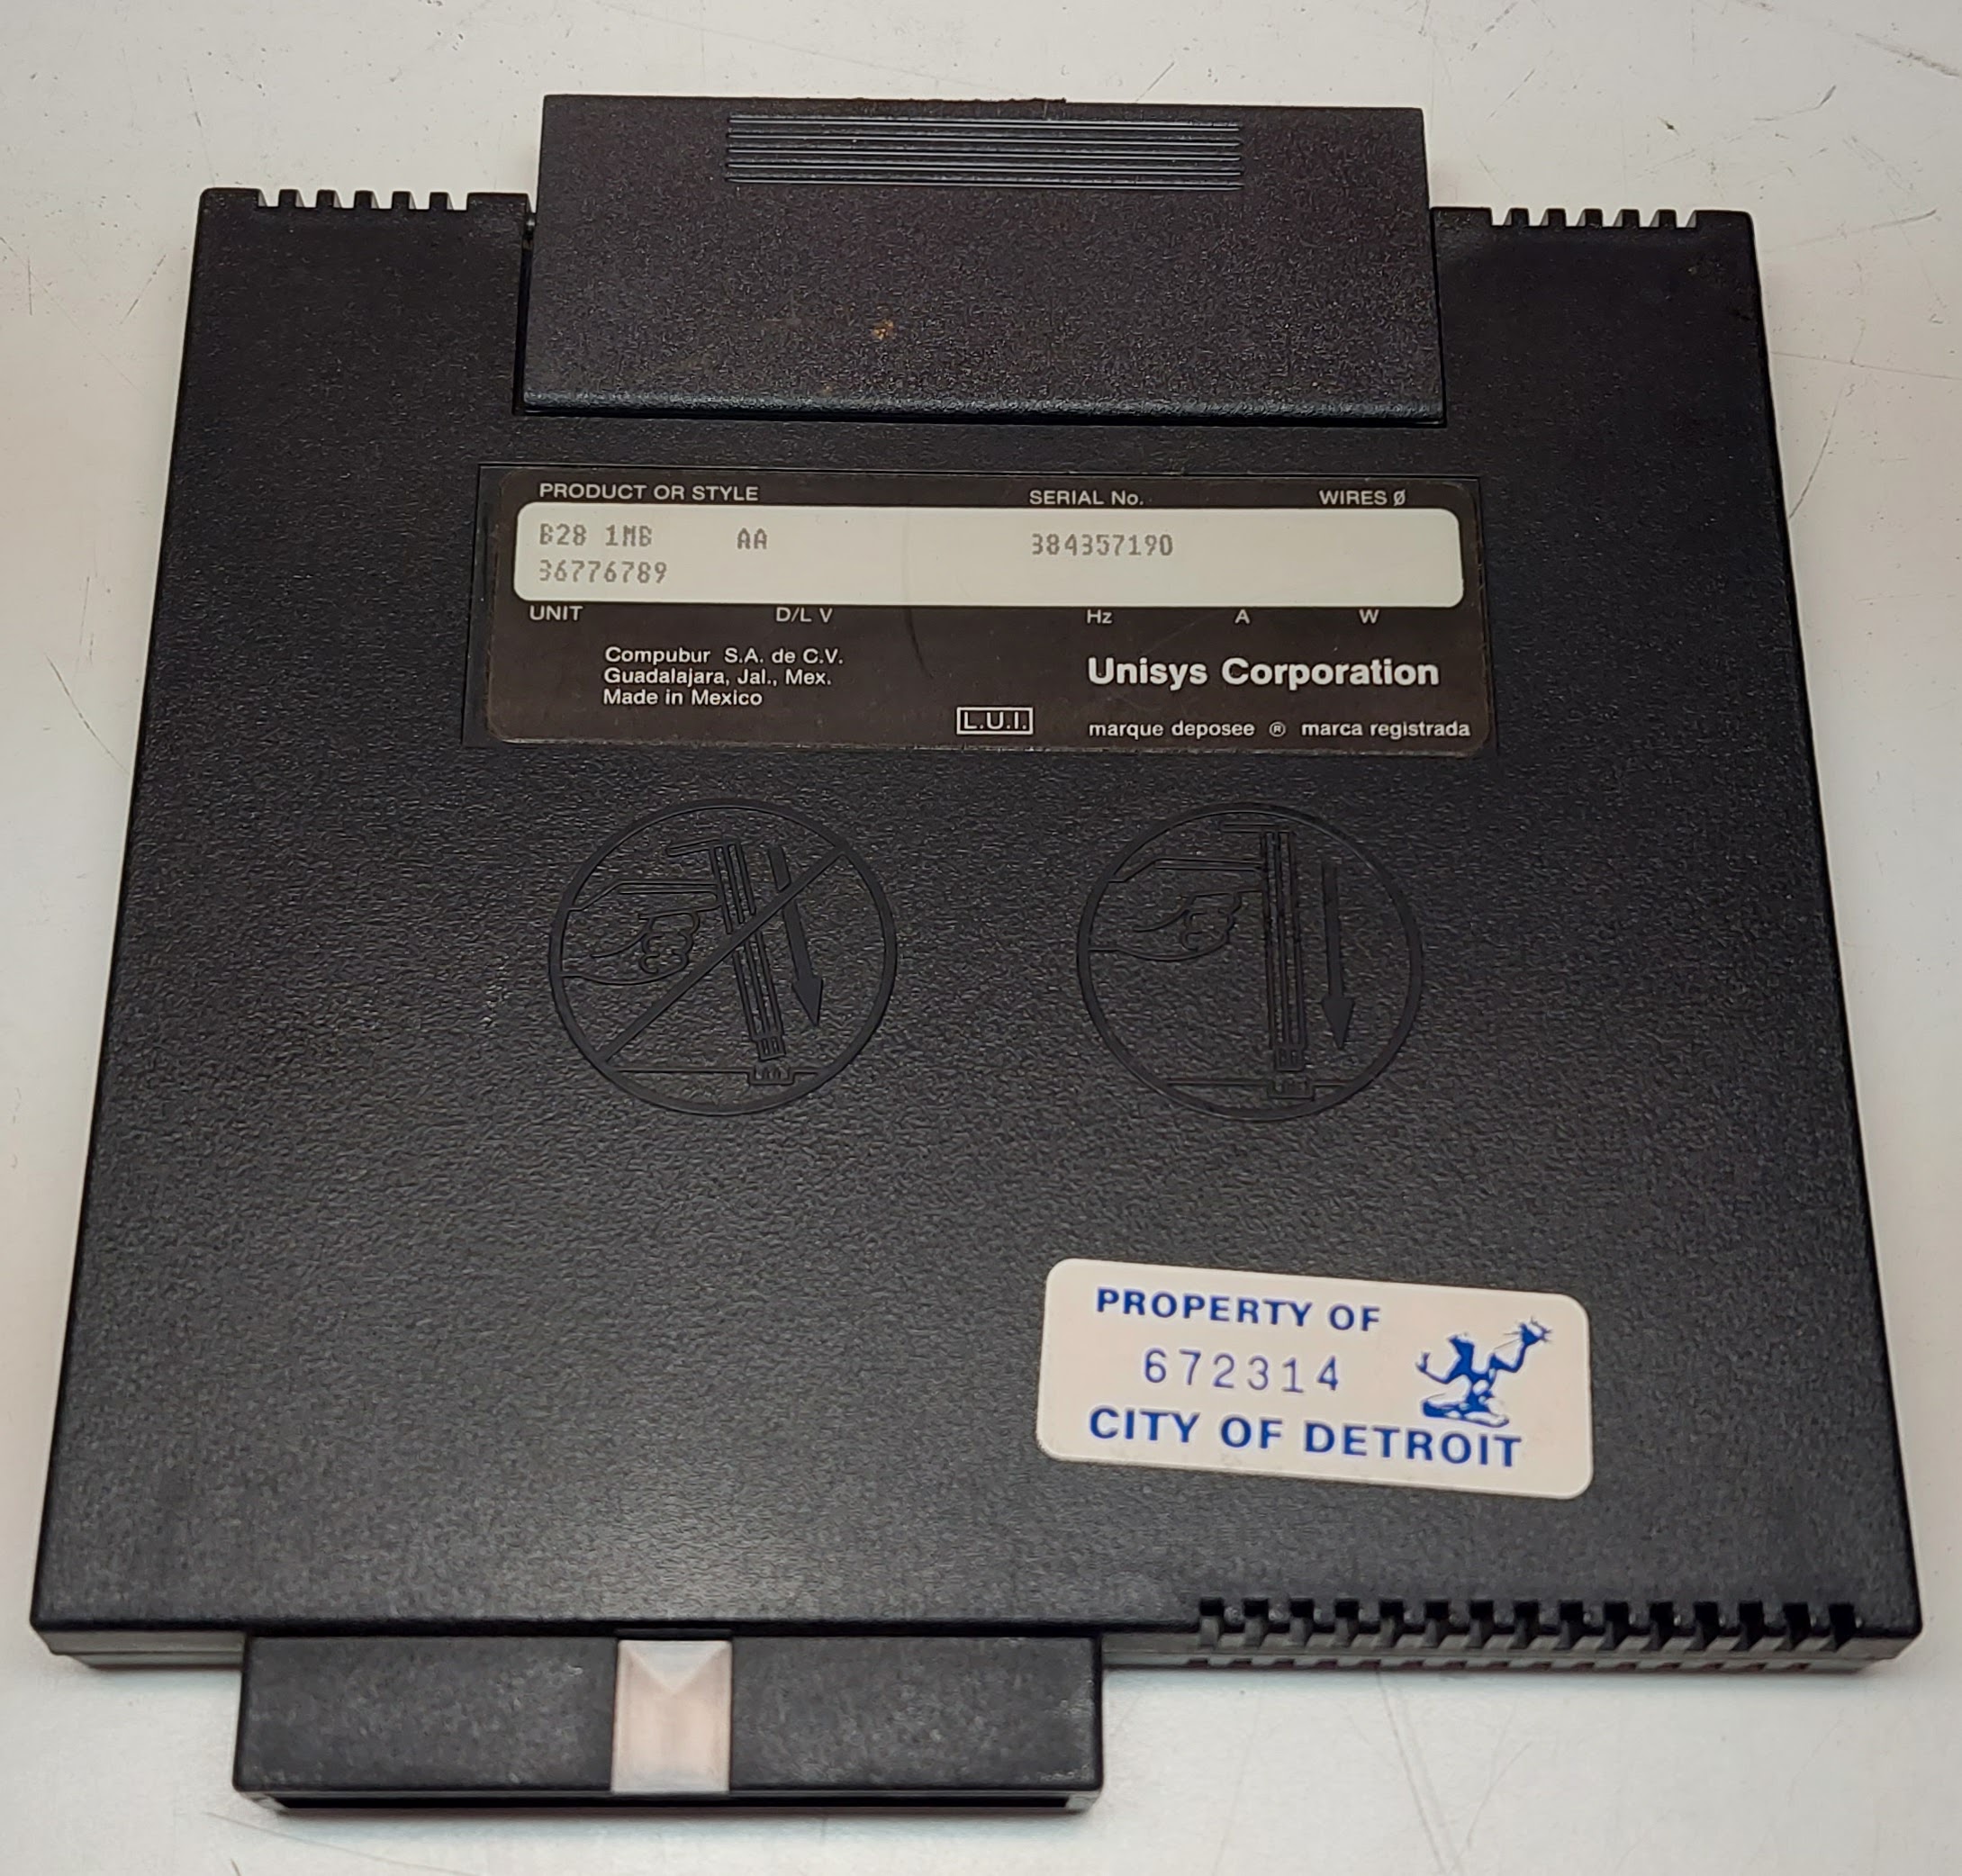 PRODUCT OR STYLE SERIAL No. WIRES Ø
B28 1MB AA 384357190
36776789
UNIT D/L V Hz A W
Compubur S.A. de C.V.
Guadalajara, Jal., Mex.
Made in Mexico
Unisys Corporation
L.U.I.
marque deposee ® marca registrada
PROPERTY OF
672314
CITY OF DETROIT